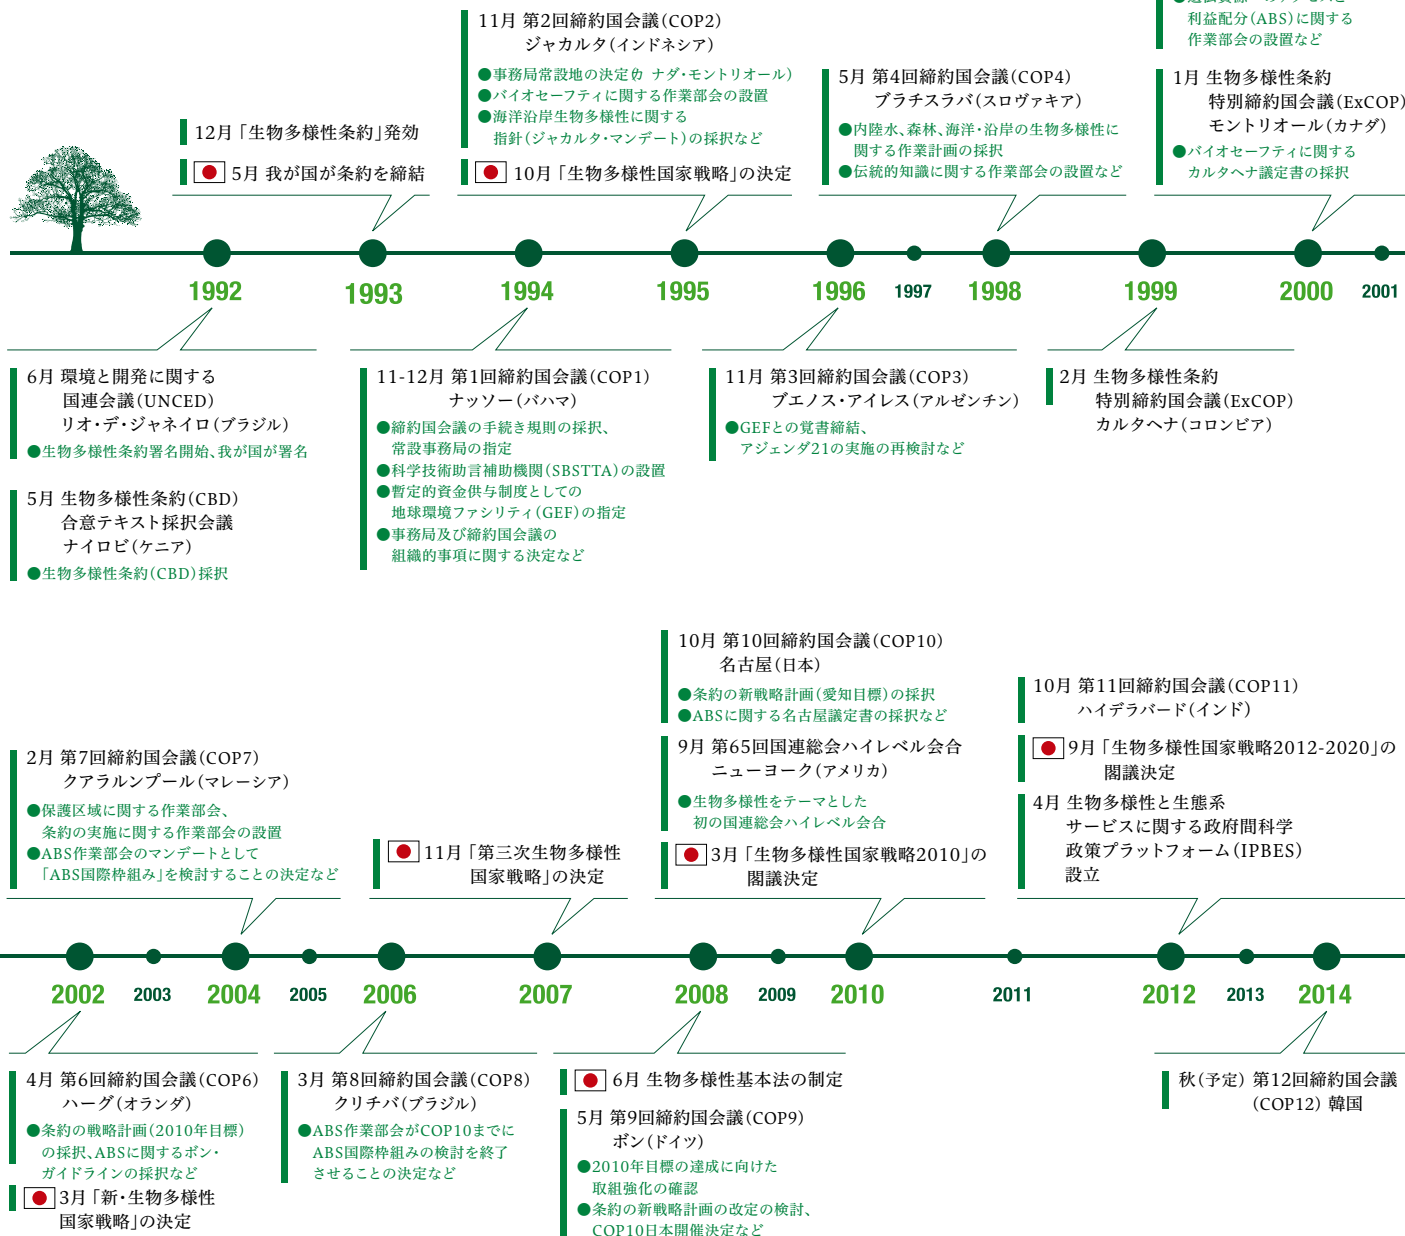 12月「生物多様性条約」発効
5月 我が国が条約を締結
11月 第2回締約国会議(COP2)
ジャカルタ(インドネシア)
●事務局常設地の決定(カナダ・モントリオール)
●バイオセーフティに関する作業部会の設置
●海洋沿岸生物多様性に関する
指針(ジャカルタ・マンデート)の採択など
10月「生物多様性国家戦略」の決定
5月 第4回締約国会議(COP4)
ブラチスラバ(スロヴァキア)
●内陸水、森林、海洋・沿岸の生物多様性に
関する作業計画の採択
●伝統的知識に関する作業部会の設置など
利益配分(ABS)に関する
作業部会の設置など
1月 生物多様性条約
特別締約国会議(ExCOP)
モントリオール(カナダ)
●バイオセーフティに関する
カルタヘナ議定書の採択
1992
1993
1994
1995
1996
1997
1998
1999
2000
2001
6月 環境と開発に関する
国連会議(UNCED)
リオ・デ・ジャネイロ(ブラジル)
●生物多様性条約署名開始、我が国が署名
5月 生物多様性条約(CBD)
合意テキスト採択会議
ナイロビ(ケニア)
●生物多様性条約(CBD)採択
11-12月 第1回締約国会議(COP1)
ナッソー(バハマ)
●締約国会議の手続き規則の採択、
常設事務局の指定
●科学技術助言補助機関(SBSTTA)の設置
●暫定的資金供与制度としての
地球環境ファシリティ(GEF)の指定
●事務局及び締約国会議の
組織的事項に関する決定など
11月 第3回締約国会議(COP3)
ブエノス・アイレス(アルゼンチン)
●GEFとの覚書締結、
アジェンダ21の実施の再検討など
2月 生物多様性条約
特別締約国会議(ExCOP)
カルタヘナ(コロンビア)
2月 第7回締約国会議(COP7)
クアラルンプール(マレーシア)
●保護区域に関する作業部会、
条約の実施に関する作業部会の設置
●ABS作業部会のマンデートとして
「ABS国際枠組み」を検討することの決定など
11月「第三次生物多様性
国家戦略」の決定
10月 第10回締約国会議(COP10)
名古屋(日本)
●条約の新戦略計画(愛知目標)の採択
●ABSに関する名古屋議定書の採択など
9月 第65回国連総会ハイレベル会合
ニューヨーク(アメリカ)
●生物多様性をテーマとした
初の国連総会ハイレベル会合
3月「生物多様性国家戦略2010」の
閣議決定
10月 第11回締約国会議(COP11)
ハイデラバード(インド)
9月「生物多様性国家戦略2012-2020」の
閣議決定
4月 生物多様性と生態系
サービスに関する政府間科学
政策プラットフォーム(IPBES)
設立
2002
2003
2004
2005
2006
2007
2008
2009
2010
2011
2012
2013
2014
4月 第6回締約国会議(COP6)
ハーグ(オランダ)
●条約の戦略計画(2010年目標)
の採択、ABSに関するボン・
ガイドラインの採択など
3月「新・生物多様性
国家戦略」の決定
3月 第8回締約国会議(COP8)
クリチバ(ブラジル)
●ABS作業部会がCOP10までに
ABS国際枠組みの検討を終了
させることの決定など
6月 生物多様性基本法の制定
5月 第9回締約国会議(COP9)
ボン(ドイツ)
●2010年目標の達成に向けた
取組強化の確認
●条約の新戦略計画の改定の検討、
COP10日本開催決定など
秋(予定) 第12回締約国会議
(COP12) 韓国